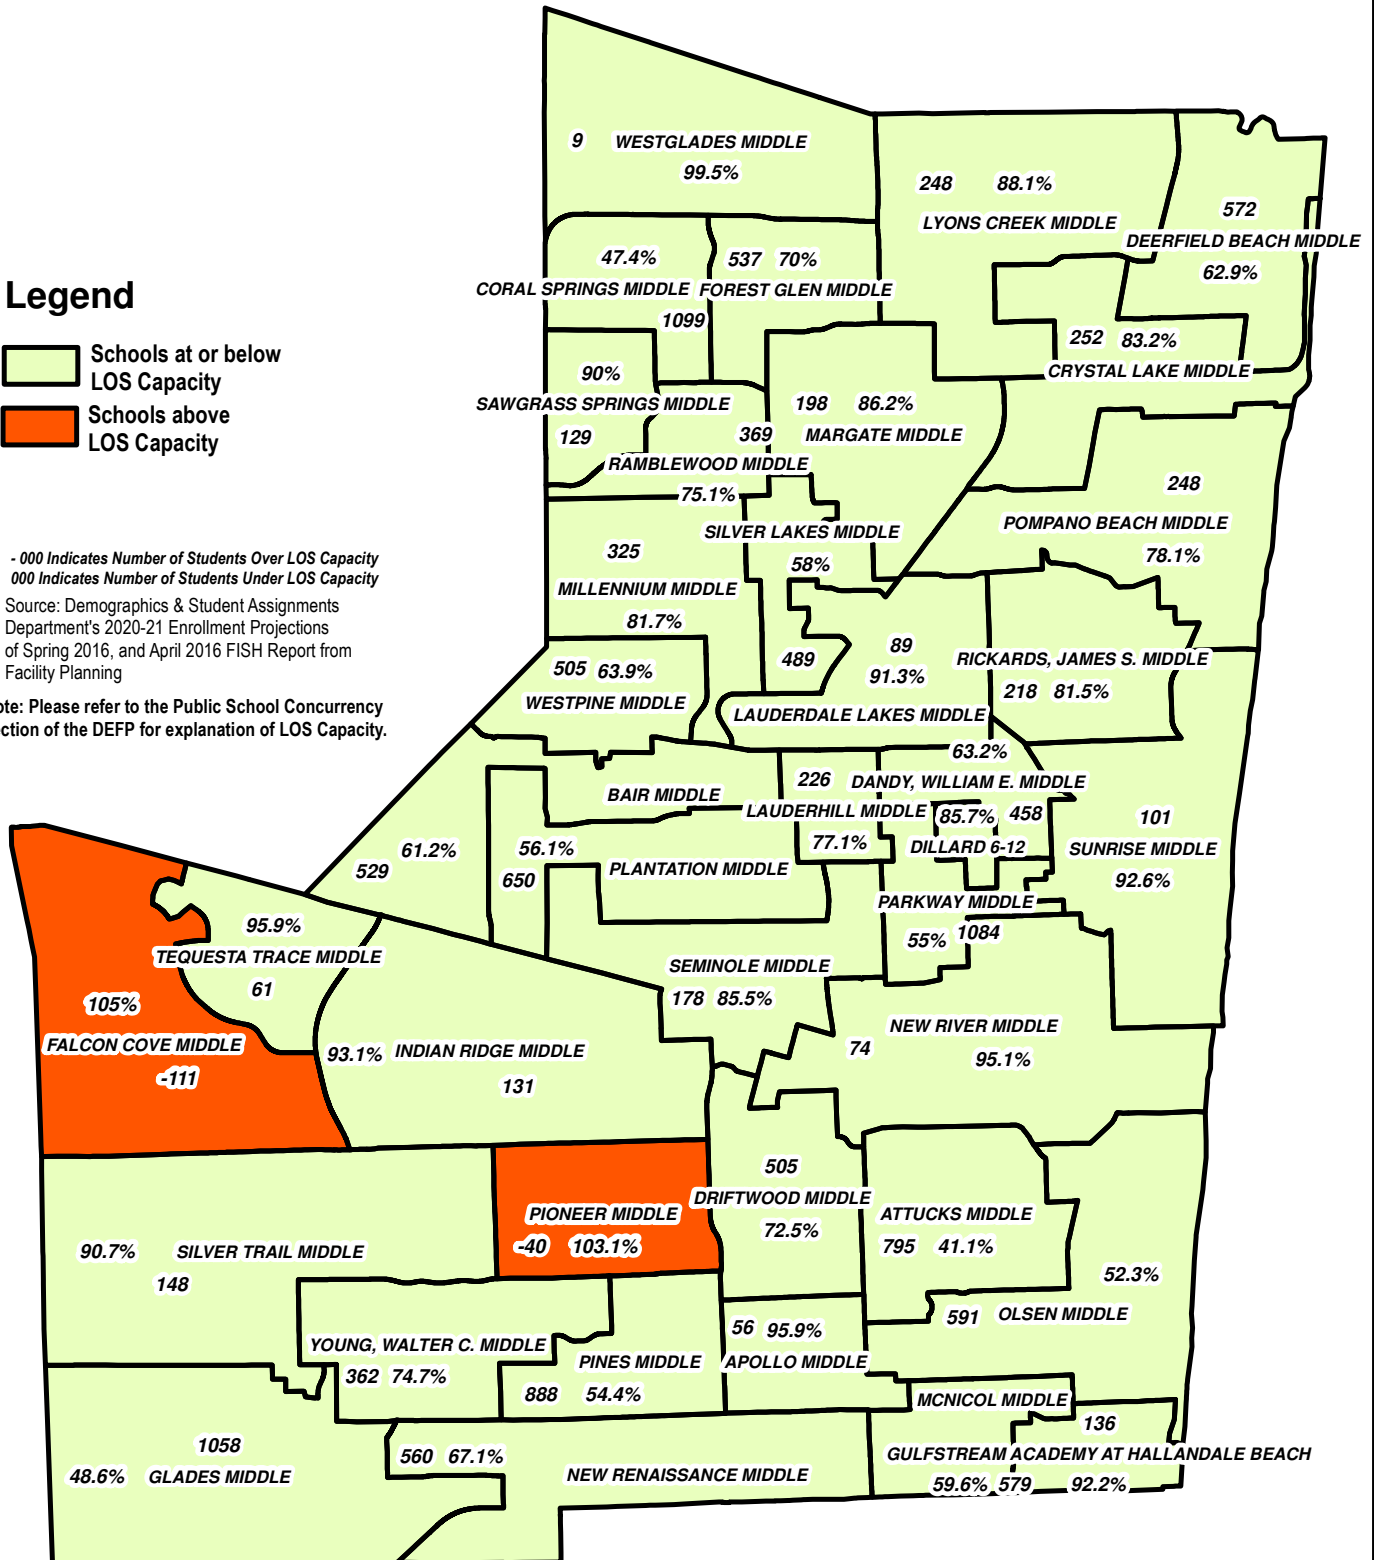 9 WESTGLADES MIDDLE
99.5%
248 88.1%
LYONS CREEK MIDDLE
572
DEERFIELD BEACH MIDDLE
62.9%
47.4%
537 70%
CORAL SPRINGS MIDDLE
FOREST GLEN MIDDLE
1099
252 83.2%
CRYSTAL LAKE MIDDLE
Legend
Schools at or below
LOS Capacity
Schools above
LOS Capacity
90%
SAWGRASS SPRINGS MIDDLE
129
198 86.2%
MARGATE MIDDLE
369
RAMBLEWOOD MIDDLE
75.1%
248
POMPANO BEACH MIDDLE
78.1%
SILVER LAKES MIDDLE
58%
325
MILLENNIUM MIDDLE
81.7%
- 000 Indicates Number of Students Over LOS Capacity
000 Indicates Number of Students Under LOS Capacity
Source: Demographics & Student Assignments
Department's 2020-21 Enrollment Projections
of Spring 2016, and April 2016 FISH Report from
Facility Planning
ote: Please refer to the Public School Concurrency
ction of the DEFP for explanation of LOS Capacity.
505 63.9%
WESTPINE MIDDLE
489
89
91.3%
LAUDERDALE LAKES MIDDLE
RICKARDS, JAMES S. MIDDLE
218 81.5%
63.2%
DANDY, WILLIAM E. MIDDLE
458
BAIR MIDDLE
226
LAUDERHILL MIDDLE
77.1%
85.7%
DILLARD 6-12
101
SUNRISE MIDDLE
92.6%
61.2%
529
56.1%
650
PLANTATION MIDDLE
PARKWAY MIDDLE
55% 1084
95.9%
TEQUESTA TRACE MIDDLE
61
SEMINOLE MIDDLE
178 85.5%
105%
FALCON COVE MIDDLE
-111
93.1% INDIAN RIDGE MIDDLE
131
NEW RIVER MIDDLE
74
95.1%
505
DRIFTWOOD MIDDLE
72.5%
PIONEER MIDDLE
-40 103.1%
ATTUCKS MIDDLE
795 41.1%
90.7% SILVER TRAIL MIDDLE
148
52.3%
591 OLSEN MIDDLE
YOUNG, WALTER C. MIDDLE
362 74.7%
PINES MIDDLE
888 54.4%
56 95.9%
APOLLO MIDDLE
MCNICOL MIDDLE
136
GULFSTREAM ACADEMY AT HALLANDALE BEACH
59.6% 579 92.2%
1058
48.6% GLADES MIDDLE
560 67.1%
NEW RENAISSANCE MIDDLE